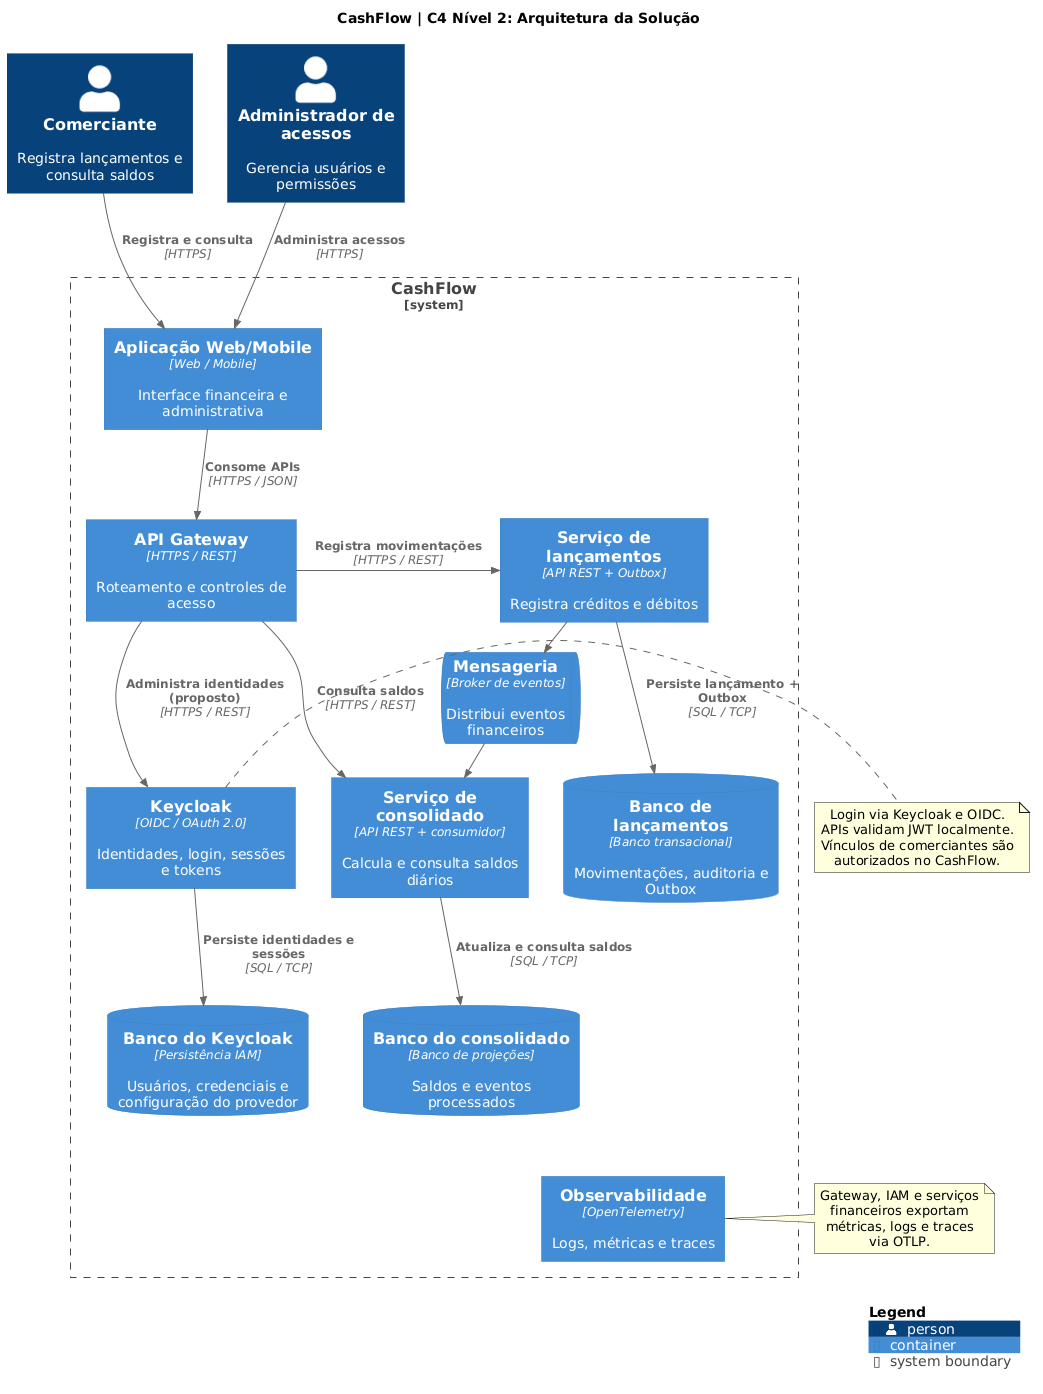 CashFlow | C4 Nível 2: Arquitetura da Solução
Comerciante
Registra lançamentos e
consulta saldos
Administrador de
acessos
Gerencia usuários e
permissões
Registra e consulta
[HTTPS]
Administra acessos
[HTTPS]
CashFlow
[system]
Aplicação Web/Mobile
[Web / Mobile]
Interface financeira e
administrativa
Consome APIs
[HTTPS / JSON]
API Gateway
[HTTPS / REST]
Roteamento e controles de
acesso
Registra movimentações
[HTTPS / REST]
Serviço de
lançamentos
[API REST + Outbox]
Registra créditos e débitos
Administra identidades
(proposto)
[HTTPS / REST]
Consulta saldos
[HTTPS / REST]
Mensageria
[Broker de eventos]
Distribui eventos
financeiros
Persiste lançamento +
Outbox
[SQL / TCP]
Keycloak
[OIDC / OAuth 2.0]
Identidades, login, sessões
e tokens
Serviço de
consolidado
[API REST + consumidor]
Calcula e consulta saldos
diários
Banco de
lançamentos
[Banco transacional]
Movimentações, auditoria e
Outbox
Login via Keycloak e OIDC.
APIs validam JWT localmente.
Vínculos de comerciantes são
autorizados no CashFlow.
Persiste identidades e
sessões
[SQL / TCP]
Atualiza e consulta saldos
[SQL / TCP]
Banco do Keycloak
[Persistência IAM]
Usuários, credenciais e
configuração do provedor
Banco do consolidado
[Banco de projeções]
Saldos e eventos
processados
Observabilidade
[OpenTelemetry]
Logs, métricas e traces
Gateway, IAM e serviços
financeiros exportam
métricas, logs e traces
via OTLP.
Legend
person
container
system boundary